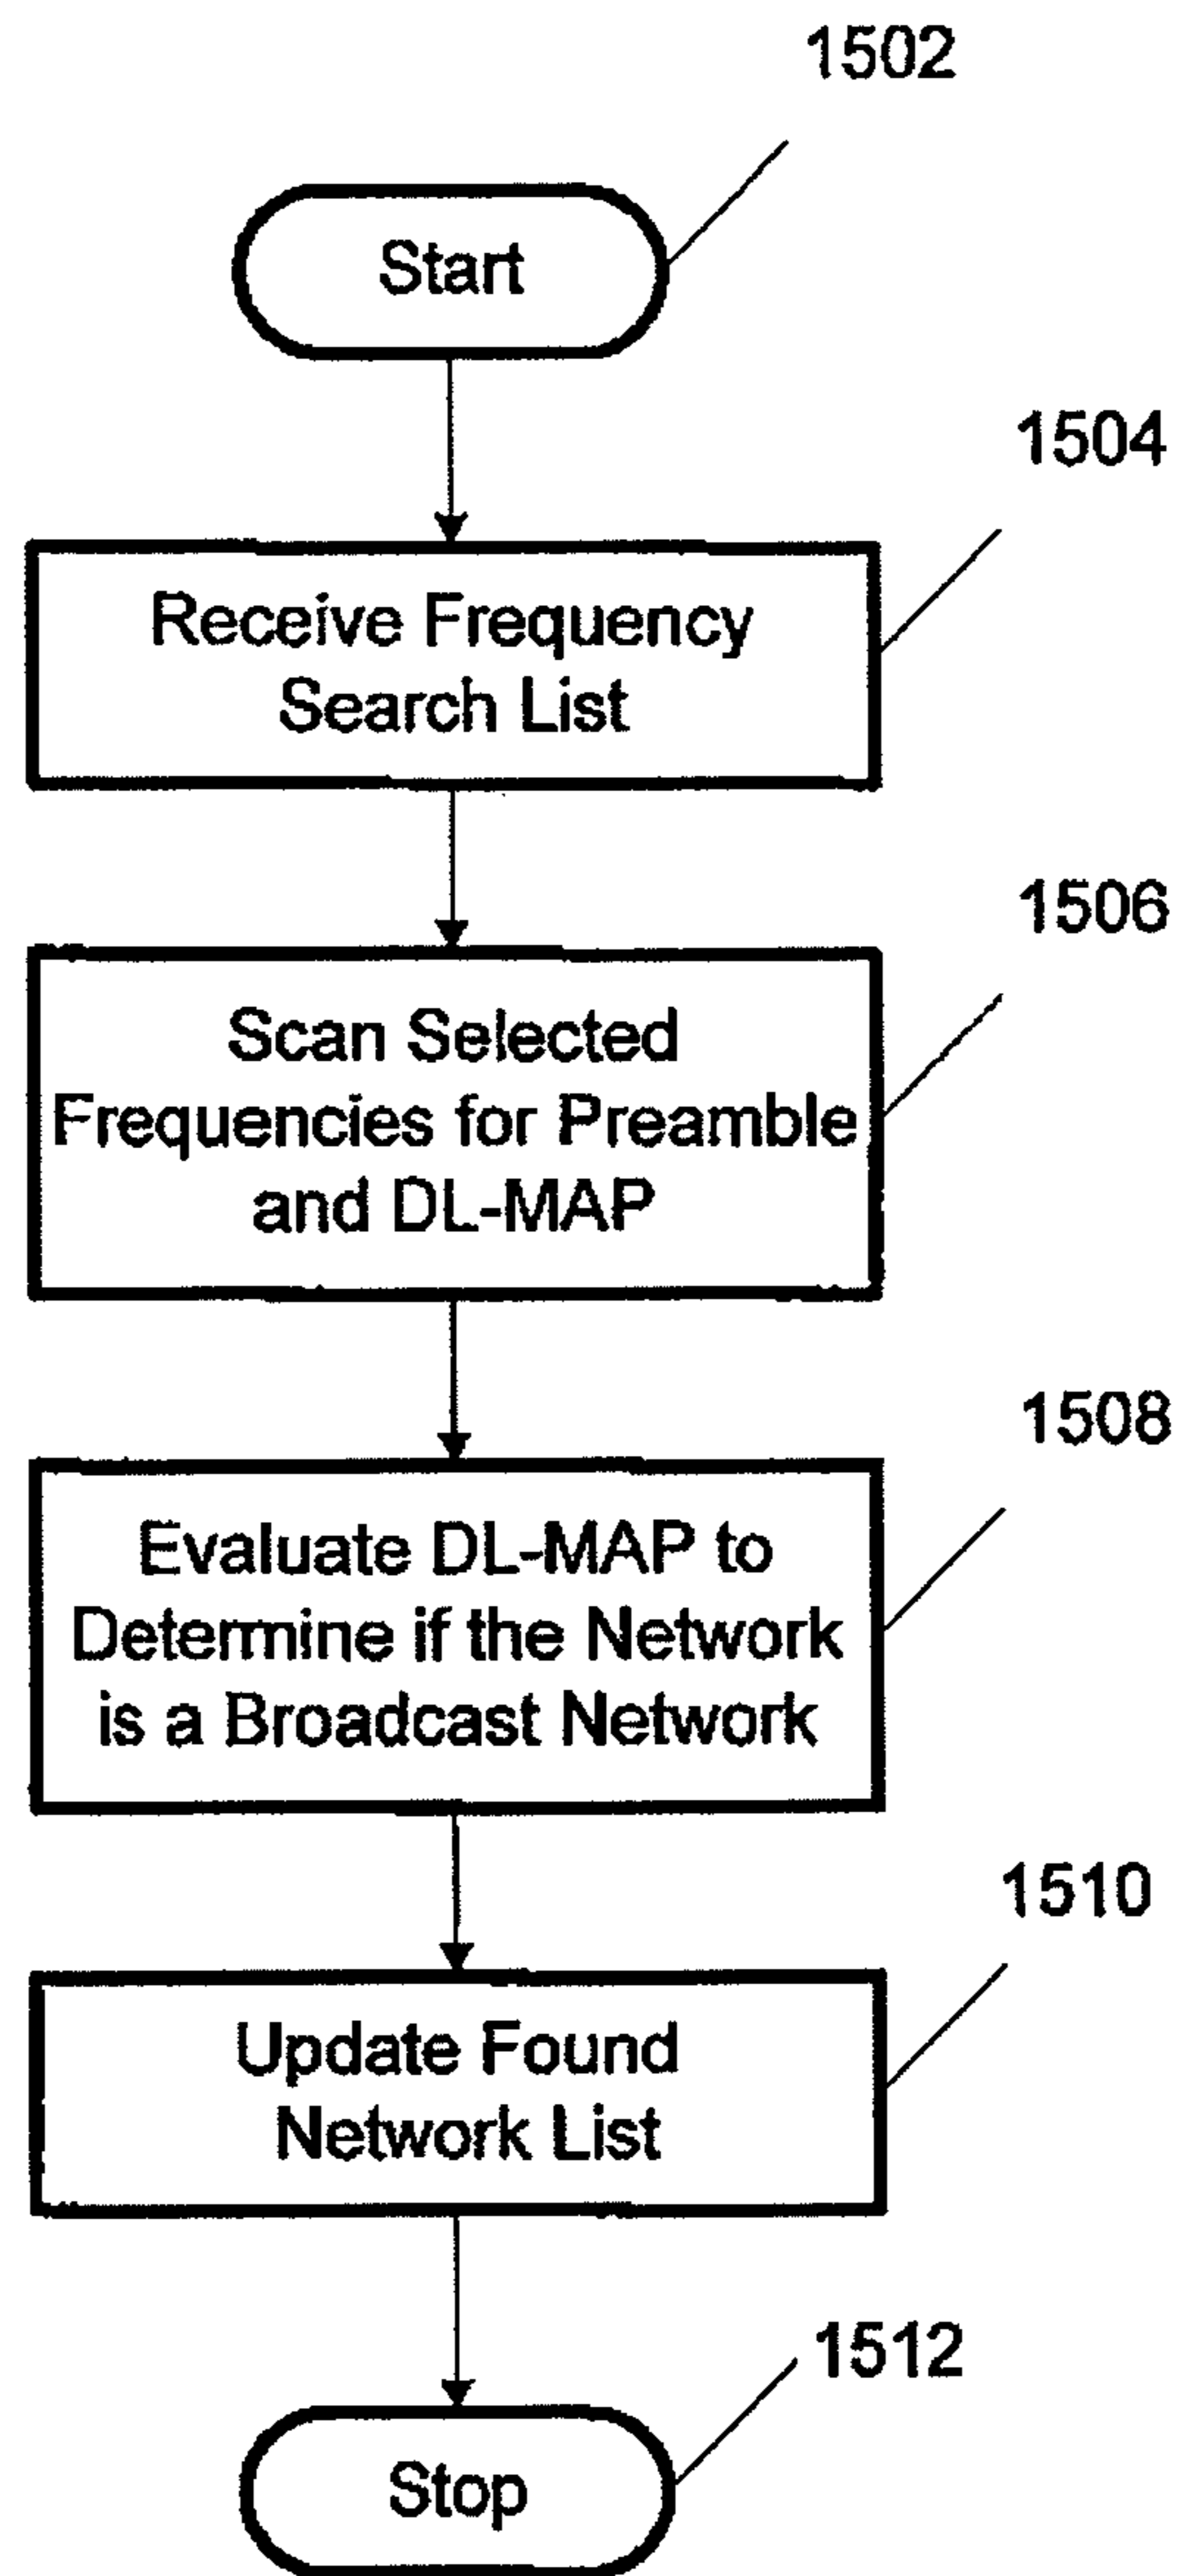 1502
Start
1504
Receive Frequency
Search List
1506
Scan Selected
Frequencies for Preamble
and DL-MAP
1508
Evaluate DL-MAP to
Determine if the Network
is a Broadcast Network
1510
Update Found
Network List
1512
Stop